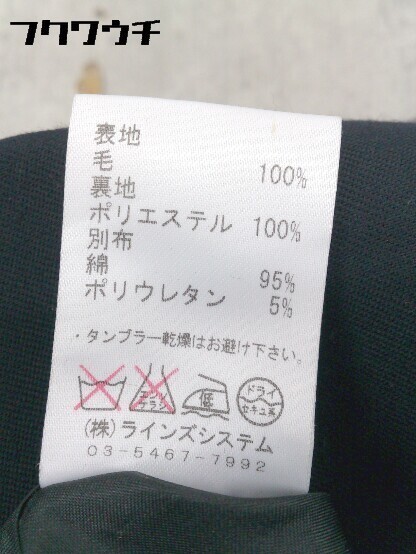 フクワウチ
表地
毛 100%
裏地
ポリエステル 100%
別布
綿 95%
ポリウレタン 5%
・タンブラー乾燥はお避け下さい。
エンソ サラシ 低 ドライ セキユ系
(株)ラインズシステム
03-5467-7992